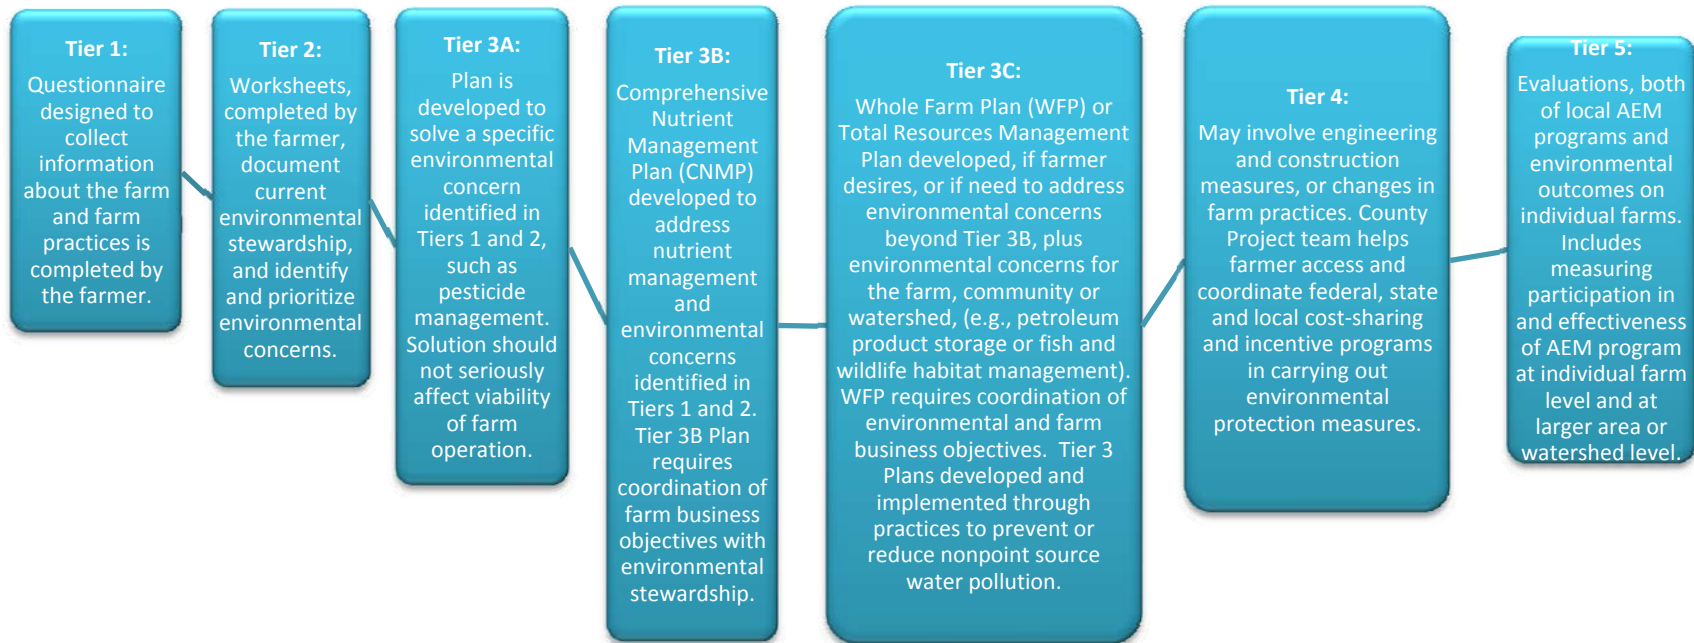 Tier 1:
Questionnaire
designed to
collect
information
about the farm
and farm
practices is
completed by
the farmer.
Tier 2:
Worksheets,
completed by
the farmer,
document
current
environmental
stewardship,
and identify
and prioritize
environmental
concerns.
Tier 3A:
Plan is
developed to
solve a specific
environmental
concern
identified in
Tiers 1 and 2,
such as
pesticide
management.
Solution should
not seriously
affect viability
of farm
operation.
Tier 3B:
Comprehensive
Nutrient
Management
Plan (CNMP)
developed to
address
nutrient
management
and
environmental
concerns
identified in
Tiers 1 and 2.
Tier 3B Plan
requires
coordination of
farm business
objectives with
environmental
stewardship.
Tier 3C:
Whole Farm Plan (WFP) or
Total Resources Management
Plan developed, if farmer
desires, or if need to address
environmental concerns
beyond Tier 3B, plus
environmental concerns for
the farm, community or
watershed, (e.g., petroleum
product storage or fish and
wildlife habitat management).
WFP requires coordination of
environmental and farm
business objectives.  Tier 3
Plans developed and
implemented through
practices to prevent or
reduce nonpoint source
water pollution.
Tier 4:
May involve engineering
and construction
measures, or changes in
farm practices. County
Project team helps
farmer access and
coordinate federal, state
and local cost-sharing
and incentive programs
in carrying out
environmental
protection measures.
Tier 5:
Evaluations, both
of local AEM
programs and
environmental
outcomes on
individual farms.
Includes
measuring
participation in
and effectiveness
of AEM program
at individual farm
level and at
larger area or
watershed level.